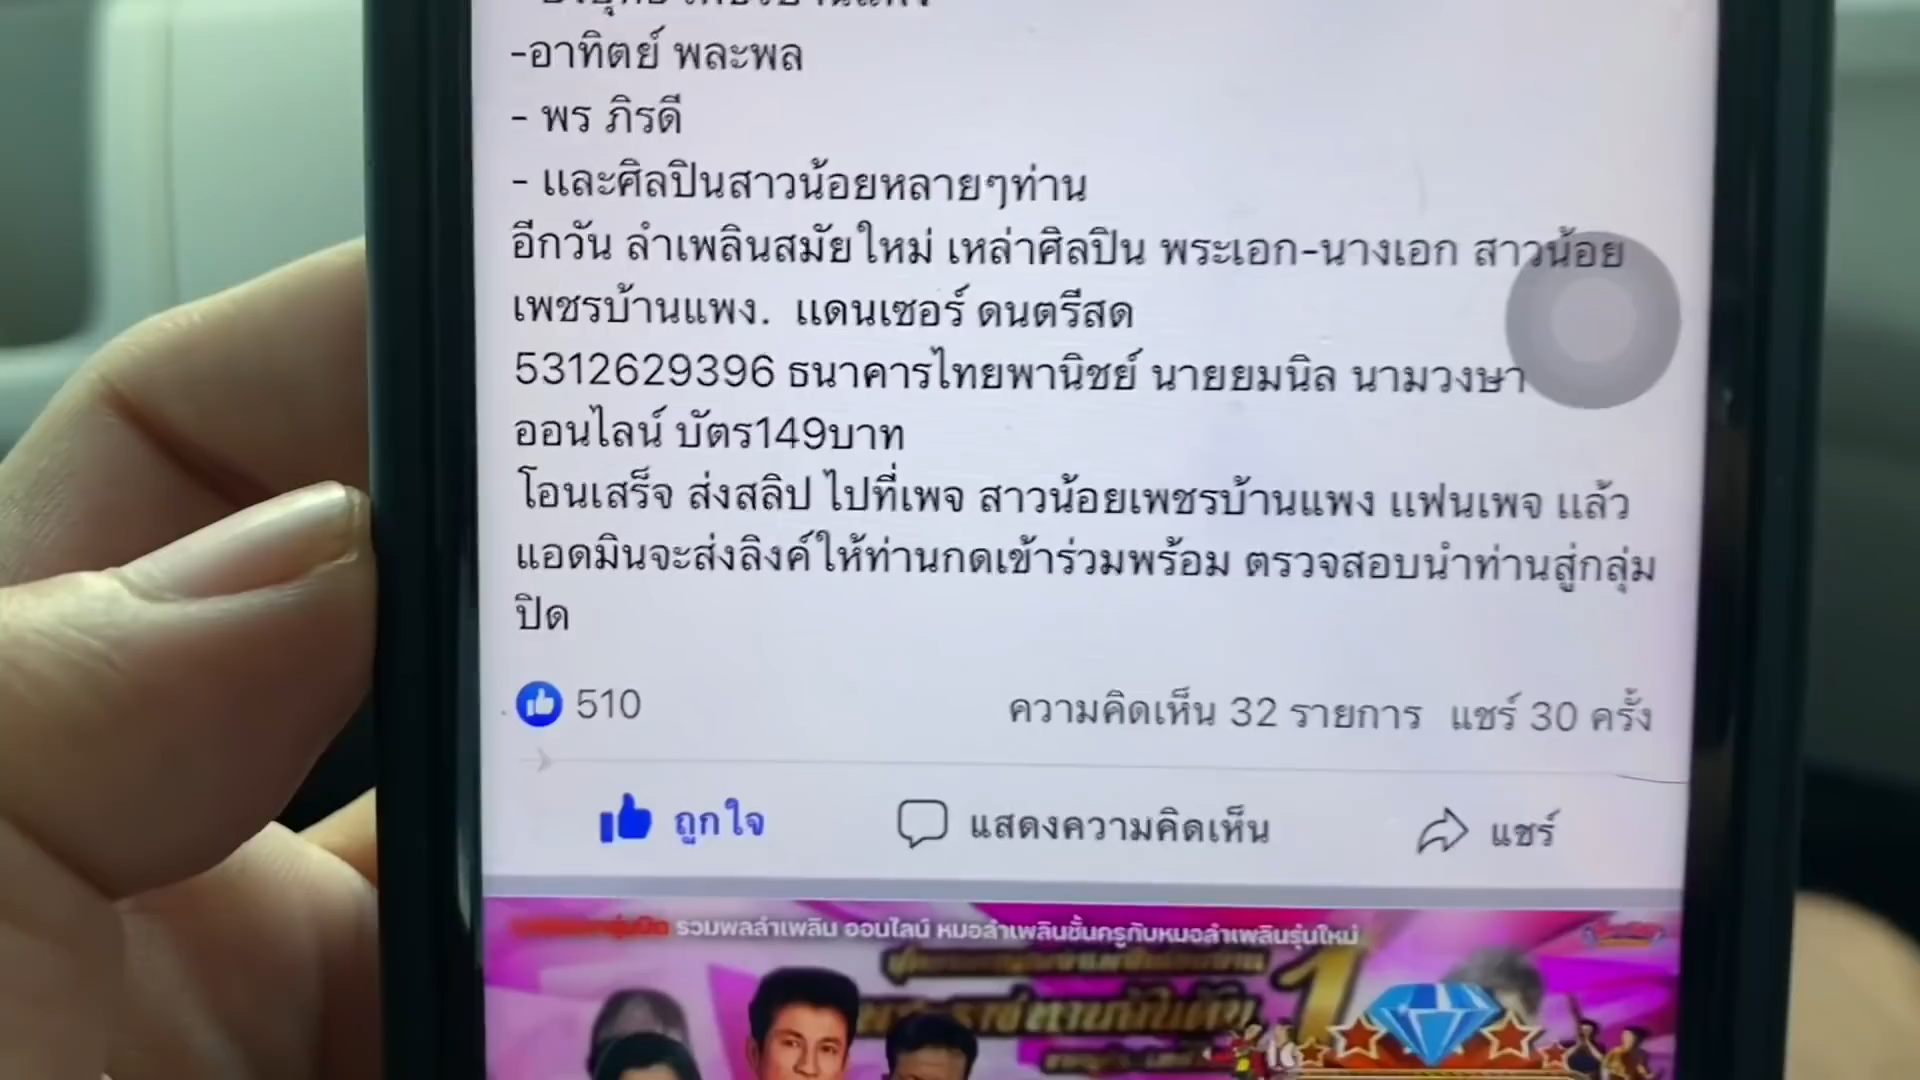 -อาทิตย์ พละพล
- พร ภิรดี
- และศิลปินสาวน้อยหลายๆท่าน
อีกวัน ลำเพลินสมัยใหม่ เหล่าศิลปิน พระเอก-นางเอก สาวน้อย
เพชรบ้านแพง. แดนเซอร์ ดนตรีสด
5312629396 ธนาคารไทยพานิชย์ นายยมนิล นามวงษา
ออนไลน์ บัตร149บาท
โอนเสร็จ ส่งสลิป ไปที่เพจ สาวน้อยเพชรบ้านแพง แฟนเพจ แล้ว
แอดมินจะส่งลิงค์ให้ท่านกดเข้าร่วมพร้อม ตรวจสอบนำท่านสู่กลุ่ม
ปิด
510 ความคิดเห็น 32 รายการ แชร์ 30 ครั้ง
ถูกใจ แสดงความคิดเห็น แชร์
รวมพลลำเพลิน ออนไลน์ หมอลำเพลินชั้นครูกับหมอลำเพลินรุ่นใหม่
1